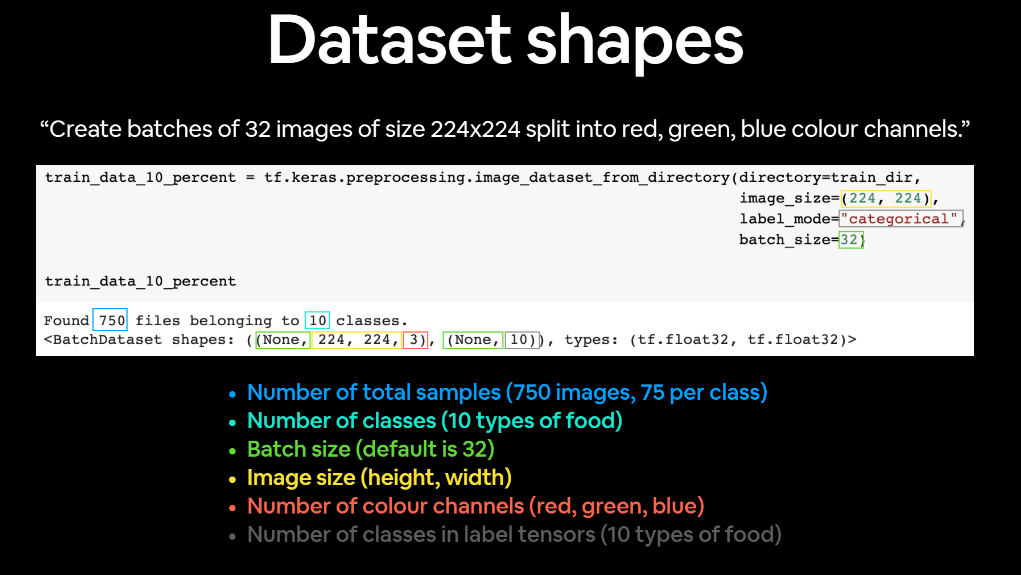 Dataset shapes
“Create batches of 32 images of size 224x224 split into red, green, blue colour channels.”
train_data_10_percent = tf.keras.preprocessing.image_dataset_from_directory(directory=train_dir,
image_size=(224, 224),
label_mode="categorical",
batch_size=32)
train_data_10_percent
Found 750 files belonging to 10 classes.
<BatchDataset shapes: ((None, 224, 224, 3), (None, 10)), types: (tf.float32, tf.float32)>
• Number of total samples (750 images, 75 per class)
• Number of classes (10 types of food)
• Batch size (default is 32)
• Image size (height, width)
• Number of colour channels (red, green, blue)
• Number of classes in label tensors (10 types of food)